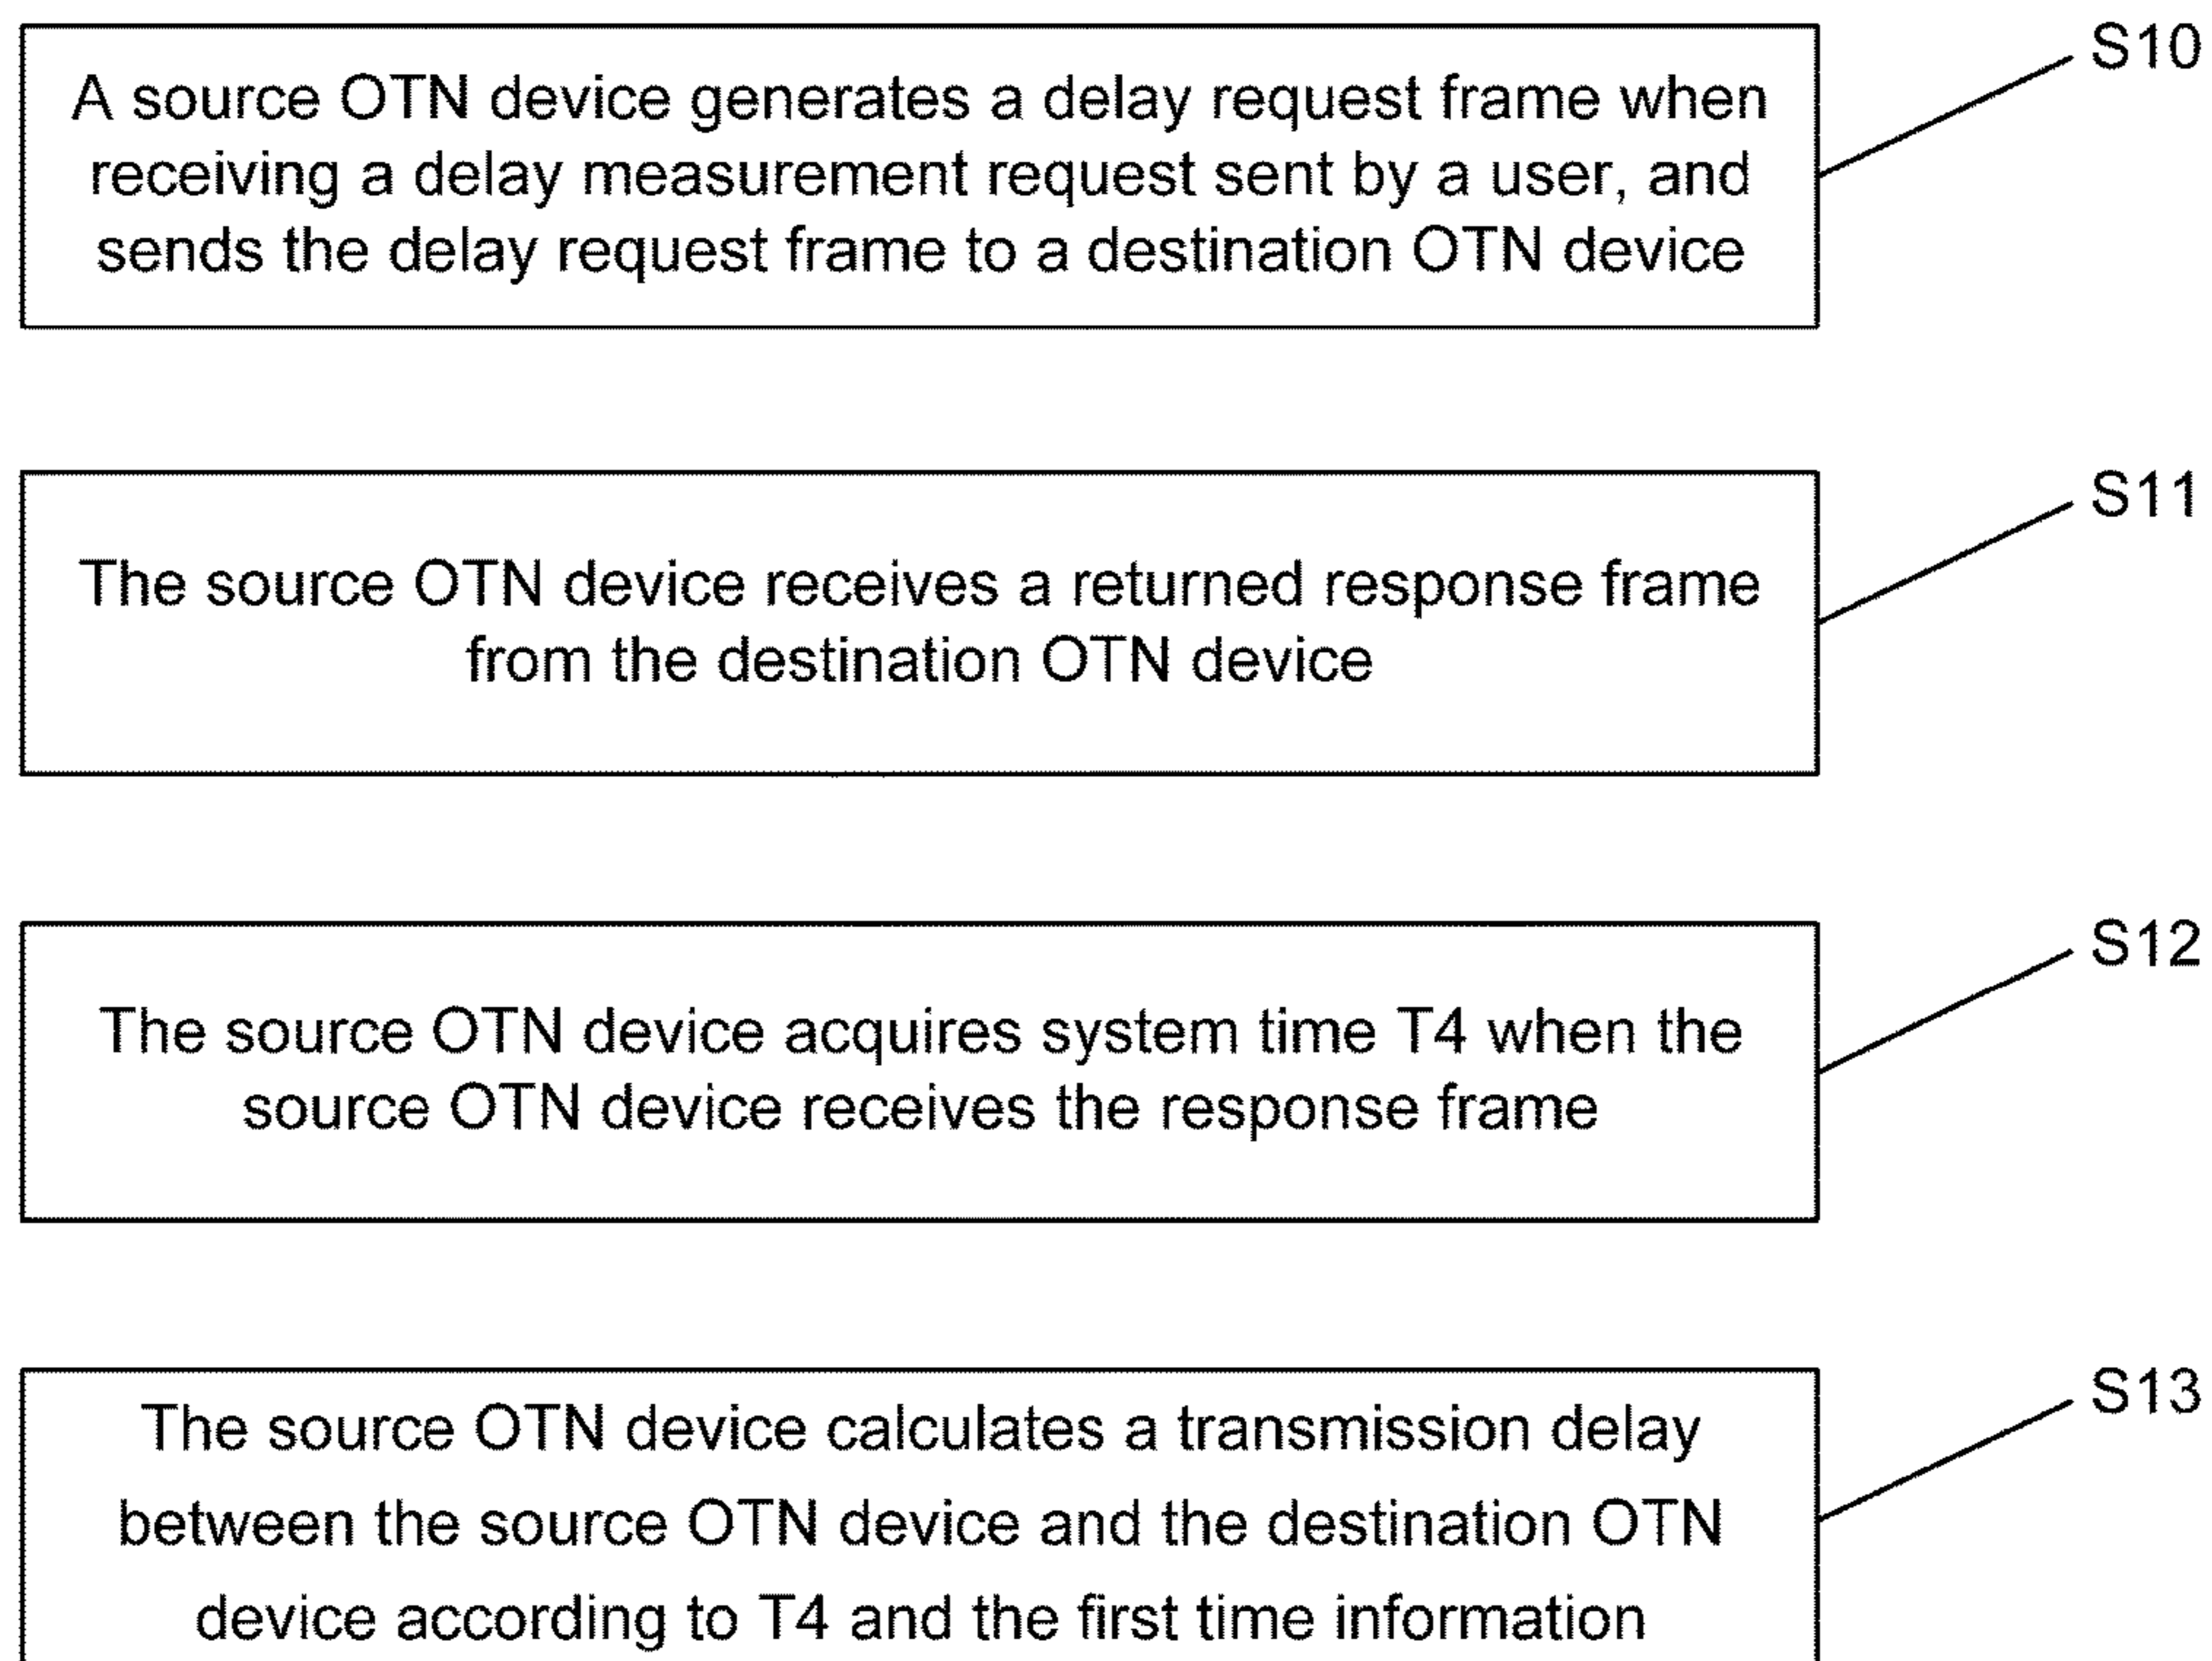 A source OTN device generates a delay request frame when
receiving a delay measurement request sent by a user, and
sends the delay request frame to a destination OTN device
S10
The source OTN device receives a returned response frame
from the destination OTN device
S11
The source OTN device acquires system time T4 when the
source OTN device receives the response frame
S12
The source OTN device calculates a transmission delay
between the source OTN device and the destination OTN
device according to T4 and the first time information
S13